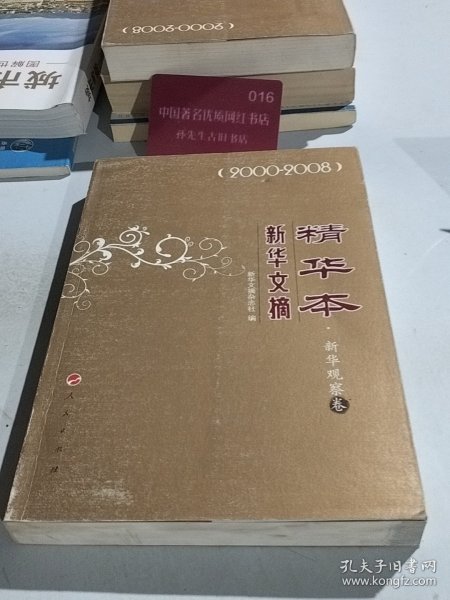 (2000-2008)
016
中国著名优质网红书店
孙先生古旧书店
城市
图解
(2000-2008)
精华本
新华文摘
新华文摘杂志社 编
·新华观察卷
人民出版社
孔夫子旧书网
www.kongfz.com